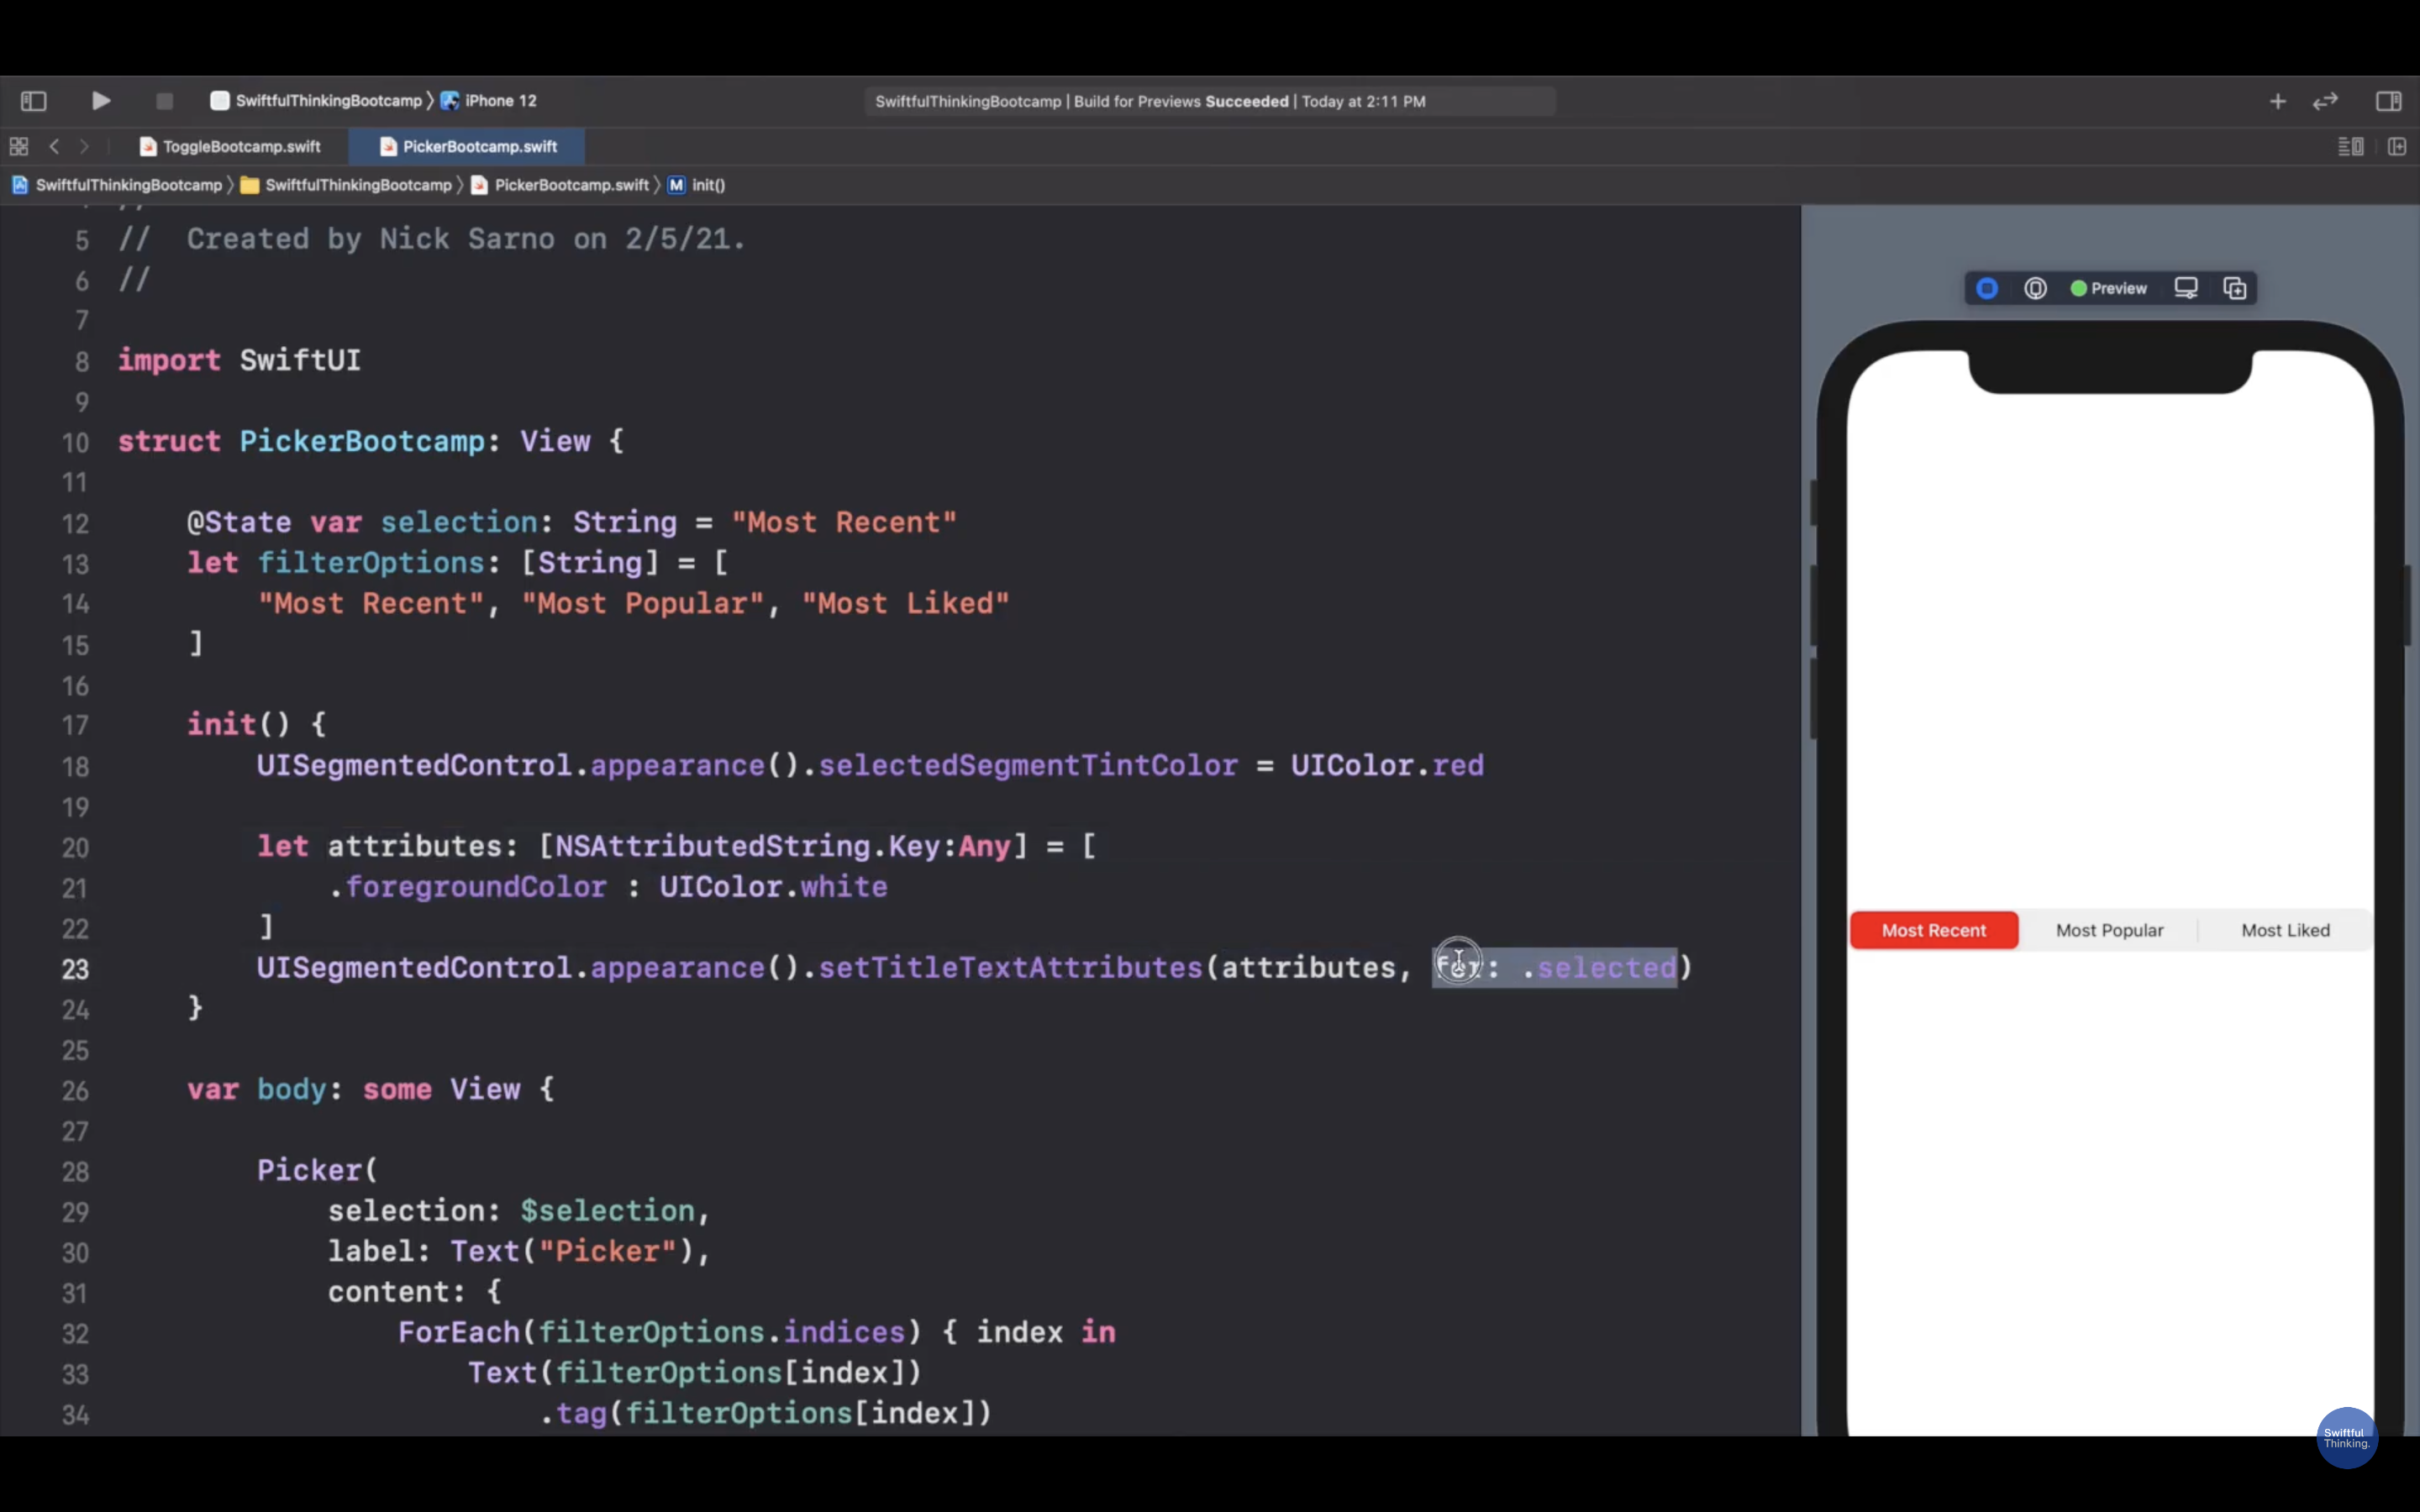 SwiftfulThinkingBootcamp 〉 iPhone 12
SwiftfulThinkingBootcamp | Build for Previews Succeeded | Today at 2:11 PM
ToggleBootcamp.swift
PickerBootcamp.swift
SwiftfulThinkingBootcamp 〉 SwiftfulThinkingBootcamp 〉 PickerBootcamp.swift 〉 M init()
5 //  Created by Nick Sarno on 2/5/21.
6 //
7
8 import SwiftUI
9
10 struct PickerBootcamp: View {
11
12     @State var selection: String = "Most Recent"
13     let filterOptions: [String] = [
14         "Most Recent", "Most Popular", "Most Liked"
15     ]
16
17     init() {
18         UISegmentedControl.appearance().selectedSegmentTintColor = UIColor.red
19
20         let attributes: [NSAttributedString.Key:Any] = [
21             .foregroundColor : UIColor.white
22         ]
23         UISegmentedControl.appearance().setTitleTextAttributes(attributes, for: .selected)
24     }
25
26     var body: some View {
27
28         Picker(
29             selection: $selection,
30             label: Text("Picker"),
31             content: {
32                 ForEach(filterOptions.indices) { index in
33                     Text(filterOptions[index])
34                         .tag(filterOptions[index])
Preview
Most Recent
Most Popular
Most Liked
Swiftful
Thinking.